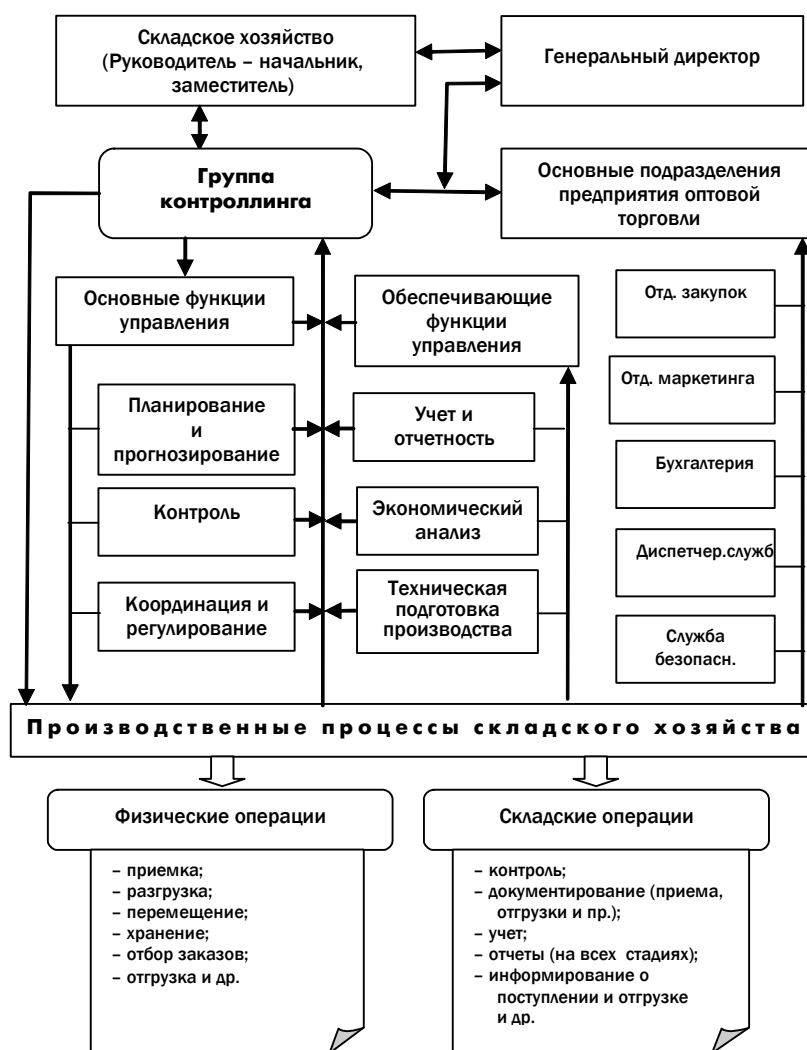 Складское хозяйство
(Руководитель – начальник,
заместитель)
Генеральный директор
Группа
контроллинга
Основные подразделения
предприятия оптовой
торговли
Основные функции
управления
Обеспечивающие
функции
управления
Отд. закупок
Отд. маркетинга
Планирование
и
прогнозирование
Учет и
отчетность
Бухгалтерия
Контроль
Экономический
анализ
Диспетчер.служб
Координация и
регулирование
Техническая
подготовка
производства
Служба
безопасн.
Производственные процессы складского хозяйства
Физические операции
– приемка;
– разгрузка;
– перемещение;
– хранение;
– отбор заказов;
– отгрузка и др.
Складские операции
– контроль;
– документирование (приема,
отгрузки и пр.);
– учет;
– отчеты (на всех стадиях);
– информирование о
поступлении и отгрузке
и др.